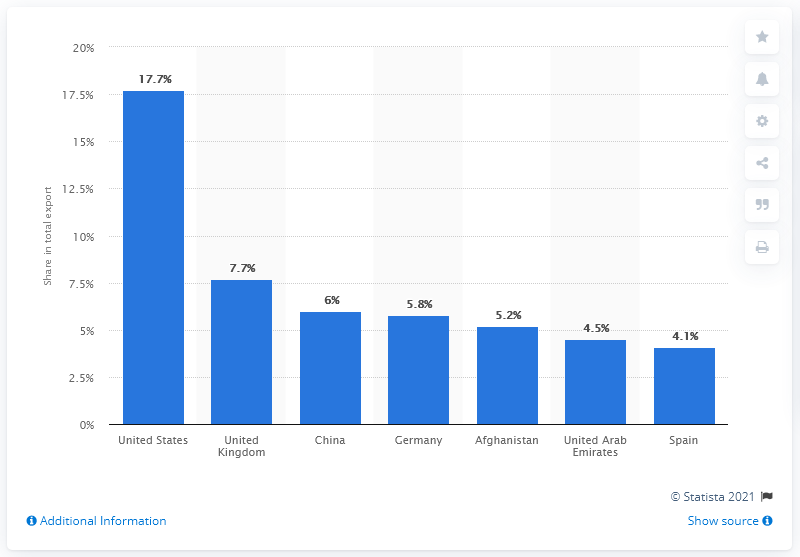 20%
17.5%
15%
12.5%
10%
7.5%
5%
2.5%
0%
Share in total export
17.7%
7.7%
6%
5.8%
5.2%
4.5%
4.1%
United States
United
Kingdom
China
Germany
Afghanistan
United Arab
Emirates
Spain
© Statista 2021
Additional Information
Show source